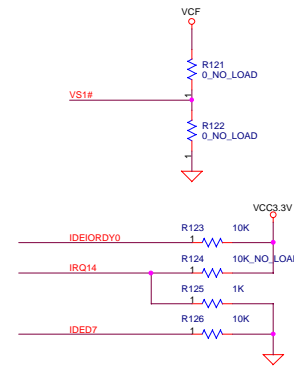 VCF
R121
0_NO_LOAD
VS1#
1
R122
0_NO_LOAD
1
VCC3.3V
R123 10K
IDEIORDY0 1
R124 10K_NO_LOAD
IRQ14 1
R125 1K
1
R126 10K
IDED7 1